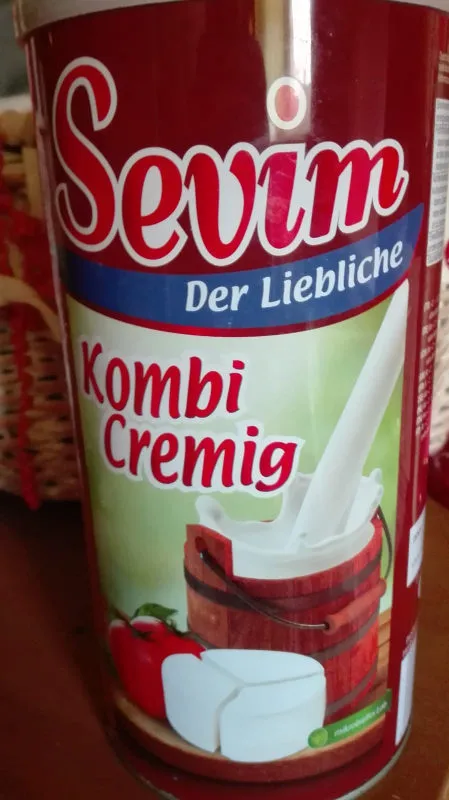 Sevim
Der Liebliche
Kombi
Cremig